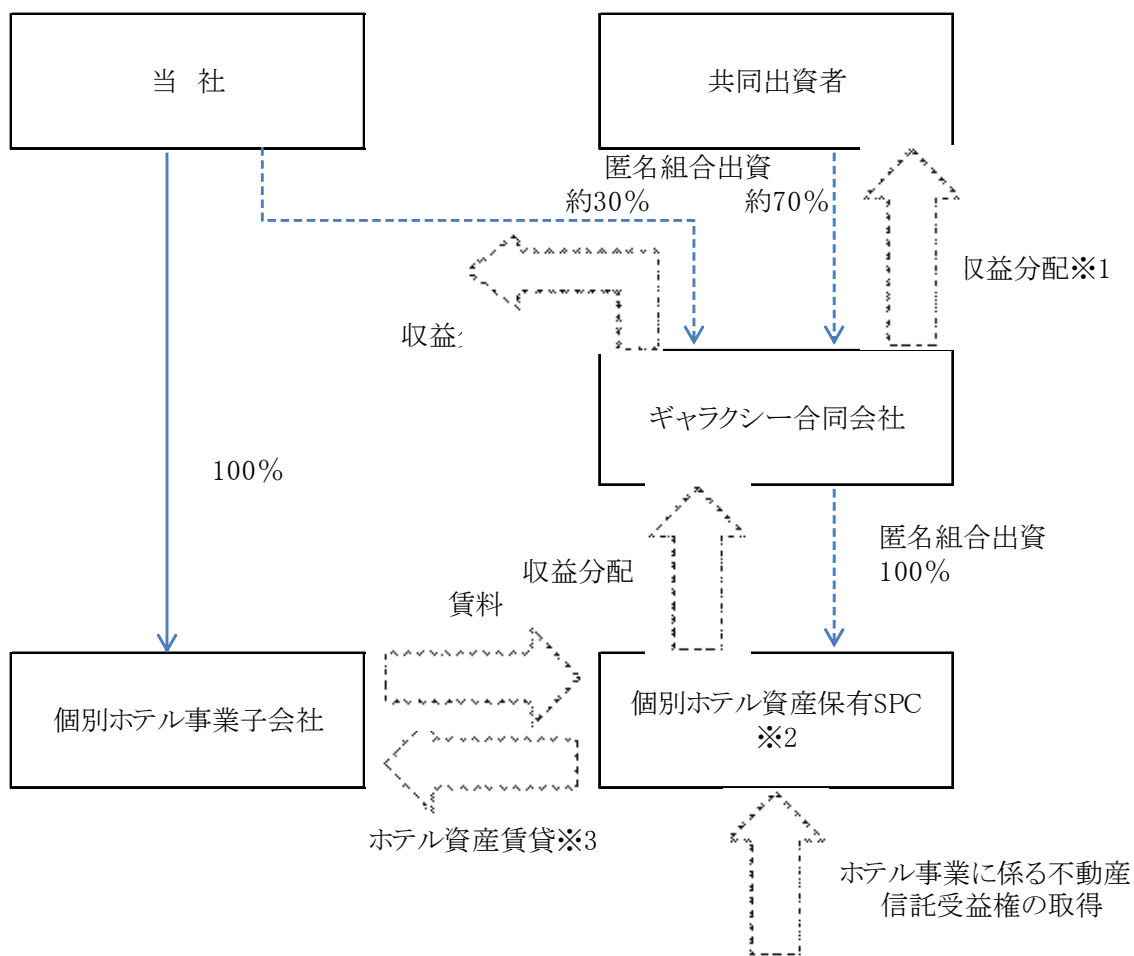 当 社
共同出資者
匿名組合出資
約30％ 約70％
収益分配※1
収益
ギャラクシー合同会社
100％
匿名組合出資
100％
収益分配
賃料
個別ホテル事業子会社
個別ホテル資産保有SPC
※2
ホテル資産賃貸※3
ホテル事業に係る不動産
信託受益権の取得